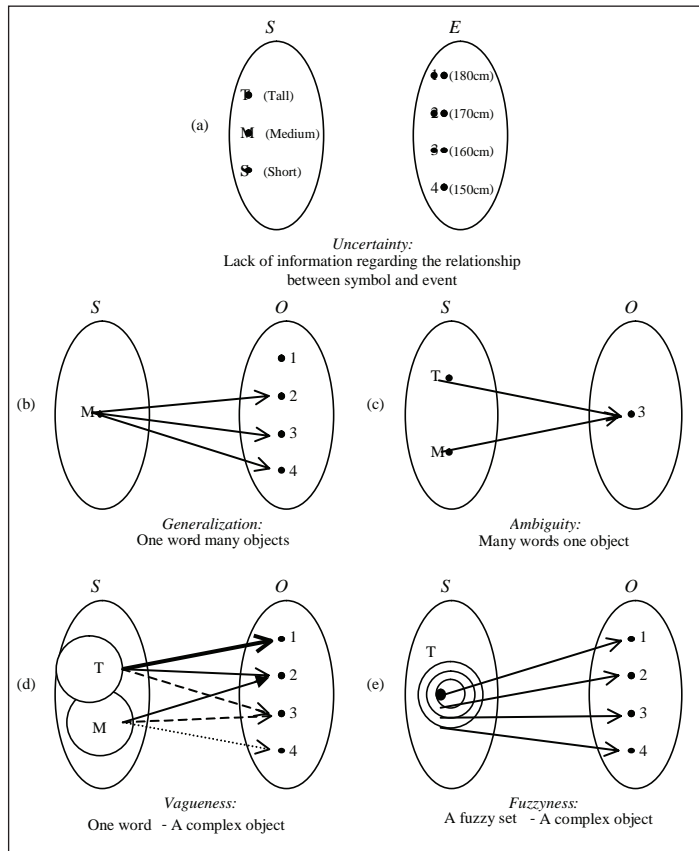 S E
1 (180cm)
T (Tall)
2 (170cm)
(a) M (Medium)
3 (160cm)
S (Short)
4 (150cm)
Uncertainty:
Lack of information regarding the relationship
between symbol and event
S O
1
M 2
3
4
(b)
Generalization:
One word - many objects
S O
T
(c) 3
M
Ambiguity:
Many words - one object
S O
1
T
2
(d)
3
M
4
Vagueness:
One word - A complex object
S O
T 1
2
(e)
3
4
Fuzzyness:
A fuzzy set - A complex object